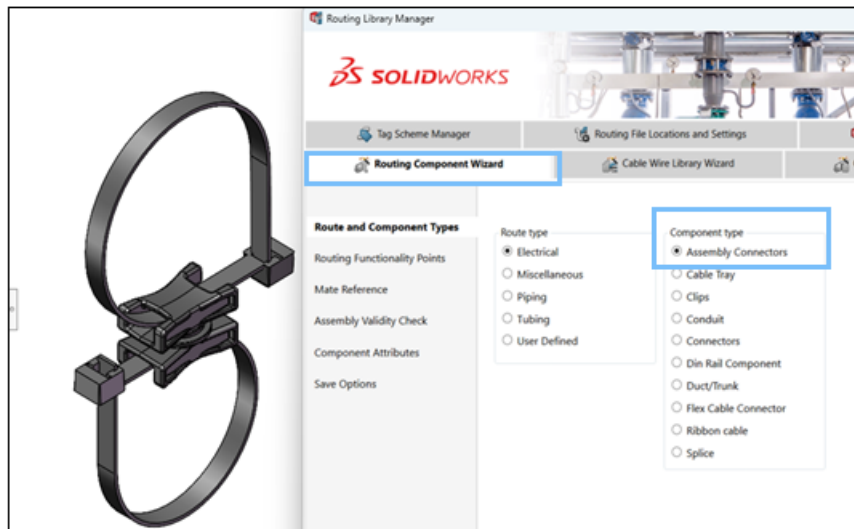 Routing Library Manager
SOLIDWORKS
Tag Scheme Manager
Routing File Locations and Settings
Routing Component Wizard
Cable Wire Library Wizard
Route and Component Types
Routing Functionality Points
Mate Reference
Assembly Validity Check
Component Attributes
Save Options
Route type
Electrical
Miscellaneous
Piping
Tubing
User Defined
Component type
Assembly Connectors
Cable Tray
Clips
Conduit
Connectors
Din Rail Component
Duct/Trunk
Flex Cable Connector
Ribbon cable
Splice